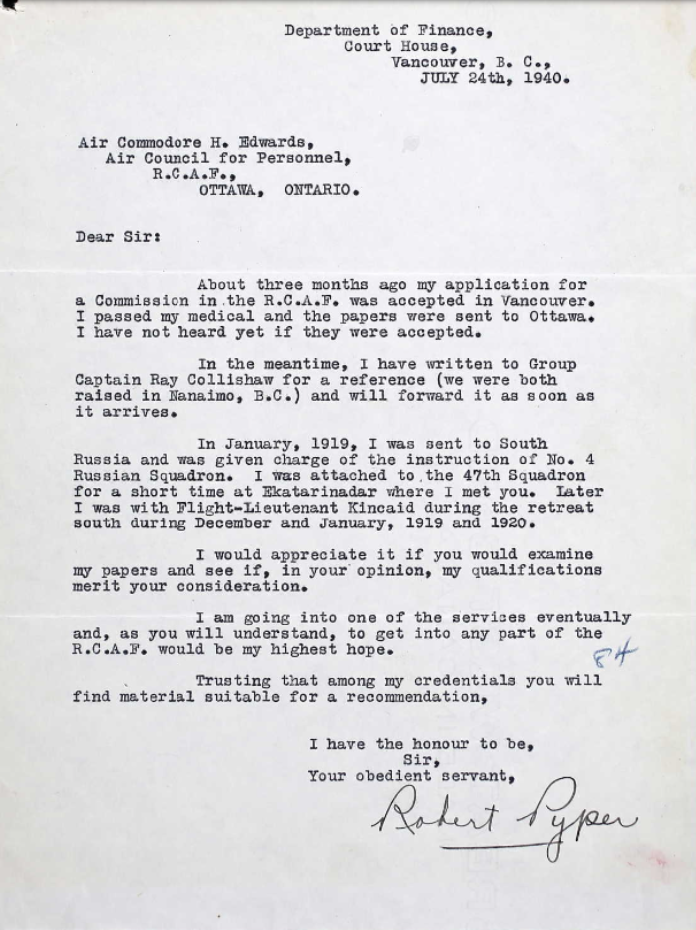 Department of Finance,
Court House,
Vancouver, B. C.,
JULY 24th, 1940.
Air Commodore H. Edwards,
Air Council for Personnel,
R.C.A.F.,
OTTAWA, ONTARIO.
Dear Sir:
About three months ago my application for
a Commission in the R.C.A.F. was accepted in Vancouver.
I passed my medical and the papers were sent to Ottawa.
I have not heard yet if they were accepted.
In the meantime, I have written to Group
Captain Ray Collishaw for a reference (we were both
raised in Nanaimo, B.C.) and will forward it as soon as
it arrives.
In January, 1919, I was sent to South
Russia and was given charge of the instruction of No. 4
Russian Squadron. I was attached to the 47th Squadron
for a short time at Ekatarinadar where I met you. Later
I was with Flight-Lieutenant Kincaid during the retreat
south during December and January, 1919 and 1920.
I would appreciate it if you would examine
my papers and see if, in your opinion, my qualifications
merit your consideration.
I am going into one of the services eventually
and, as you will understand, to get into any part of the
R.C.A.F. would be my highest hope.
84
Trusting that among my credentials you will
find material suitable for a recommendation,
I have the honour to be,
Sir,
Your obedient servant,
Robert Pyper